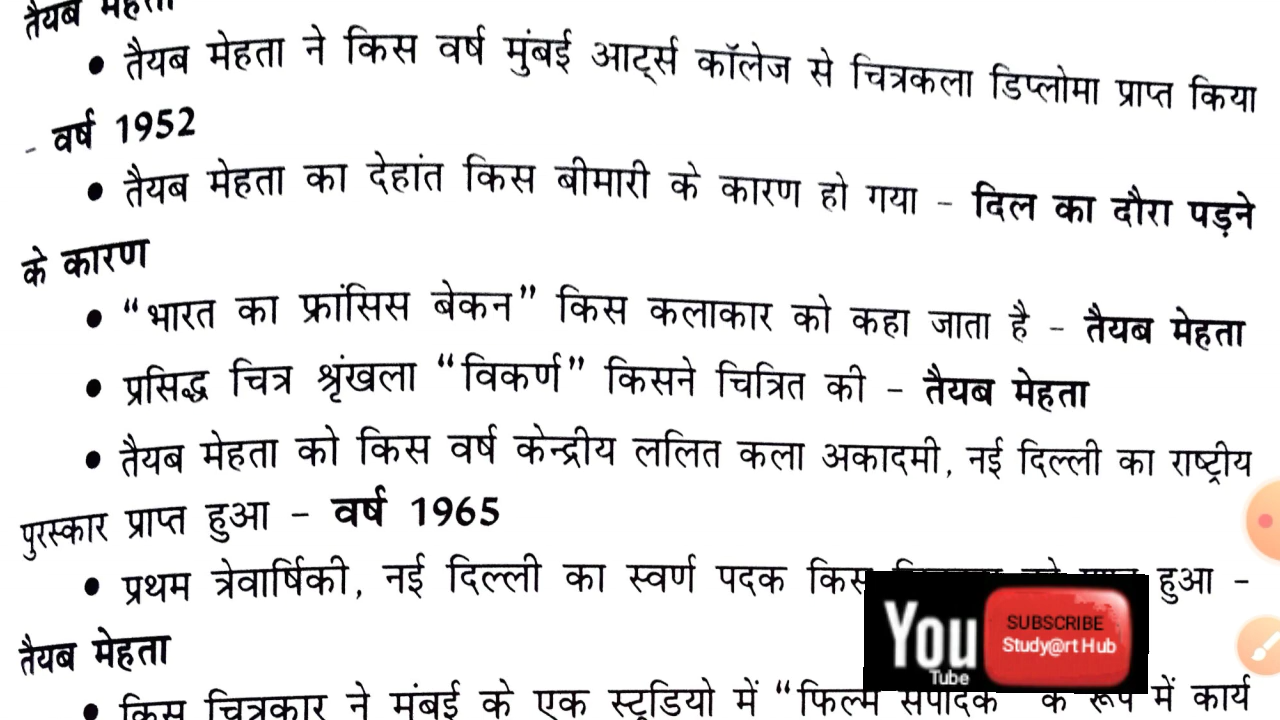 तैयब मेहता
• तैयब मेहता ने किस वर्ष मुंबई आर्ट्स कॉलेज से चित्रकला डिप्लोमा प्राप्त किया
- वर्ष 1952
• तैयब मेहता का देहांत किस बीमारी के कारण हो गया - दिल का दौरा पड़ने
के कारण
• “भारत का फ्रांसिस बेकन” किस कलाकार को कहा जाता है - तैयब मेहता
• प्रसिद्ध चित्र श्रृंखला “विकर्ण” किसने चित्रित की - तैयब मेहता
• तैयब मेहता को किस वर्ष केन्द्रीय ललित कला अकादमी, नई दिल्ली का राष्ट्रीय
पुरस्कार प्राप्त हुआ - वर्ष 1965
• प्रथम त्रेवार्षिकी, नई दिल्ली का स्वर्ण पदक किस हुआ -
तैयब मेहता
• किस चित्रकार ने मुंबई के एक स्टूडियो में “फिल्म संपादक के रूप में कार्य
You
Tube
SUBSCRIBE
Study@rt Hub